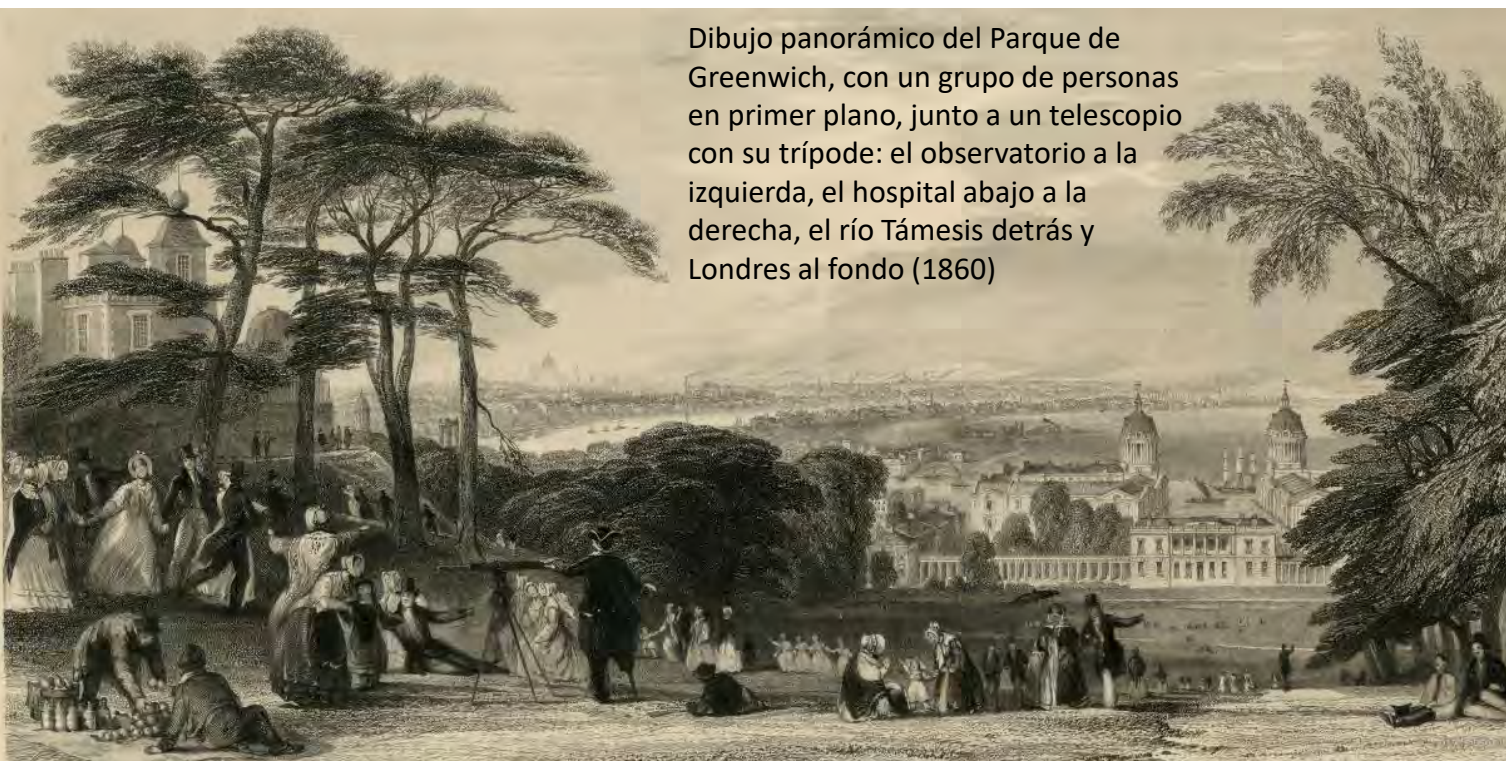 Dibujo panorámico del Parque de
Greenwich, con un grupo de personas
en primer plano, junto a un telescopio
con su trípode: el observatorio a la
izquierda, el hospital abajo a la
derecha, el río Támesis detrás y
Londres al fondo (1860)